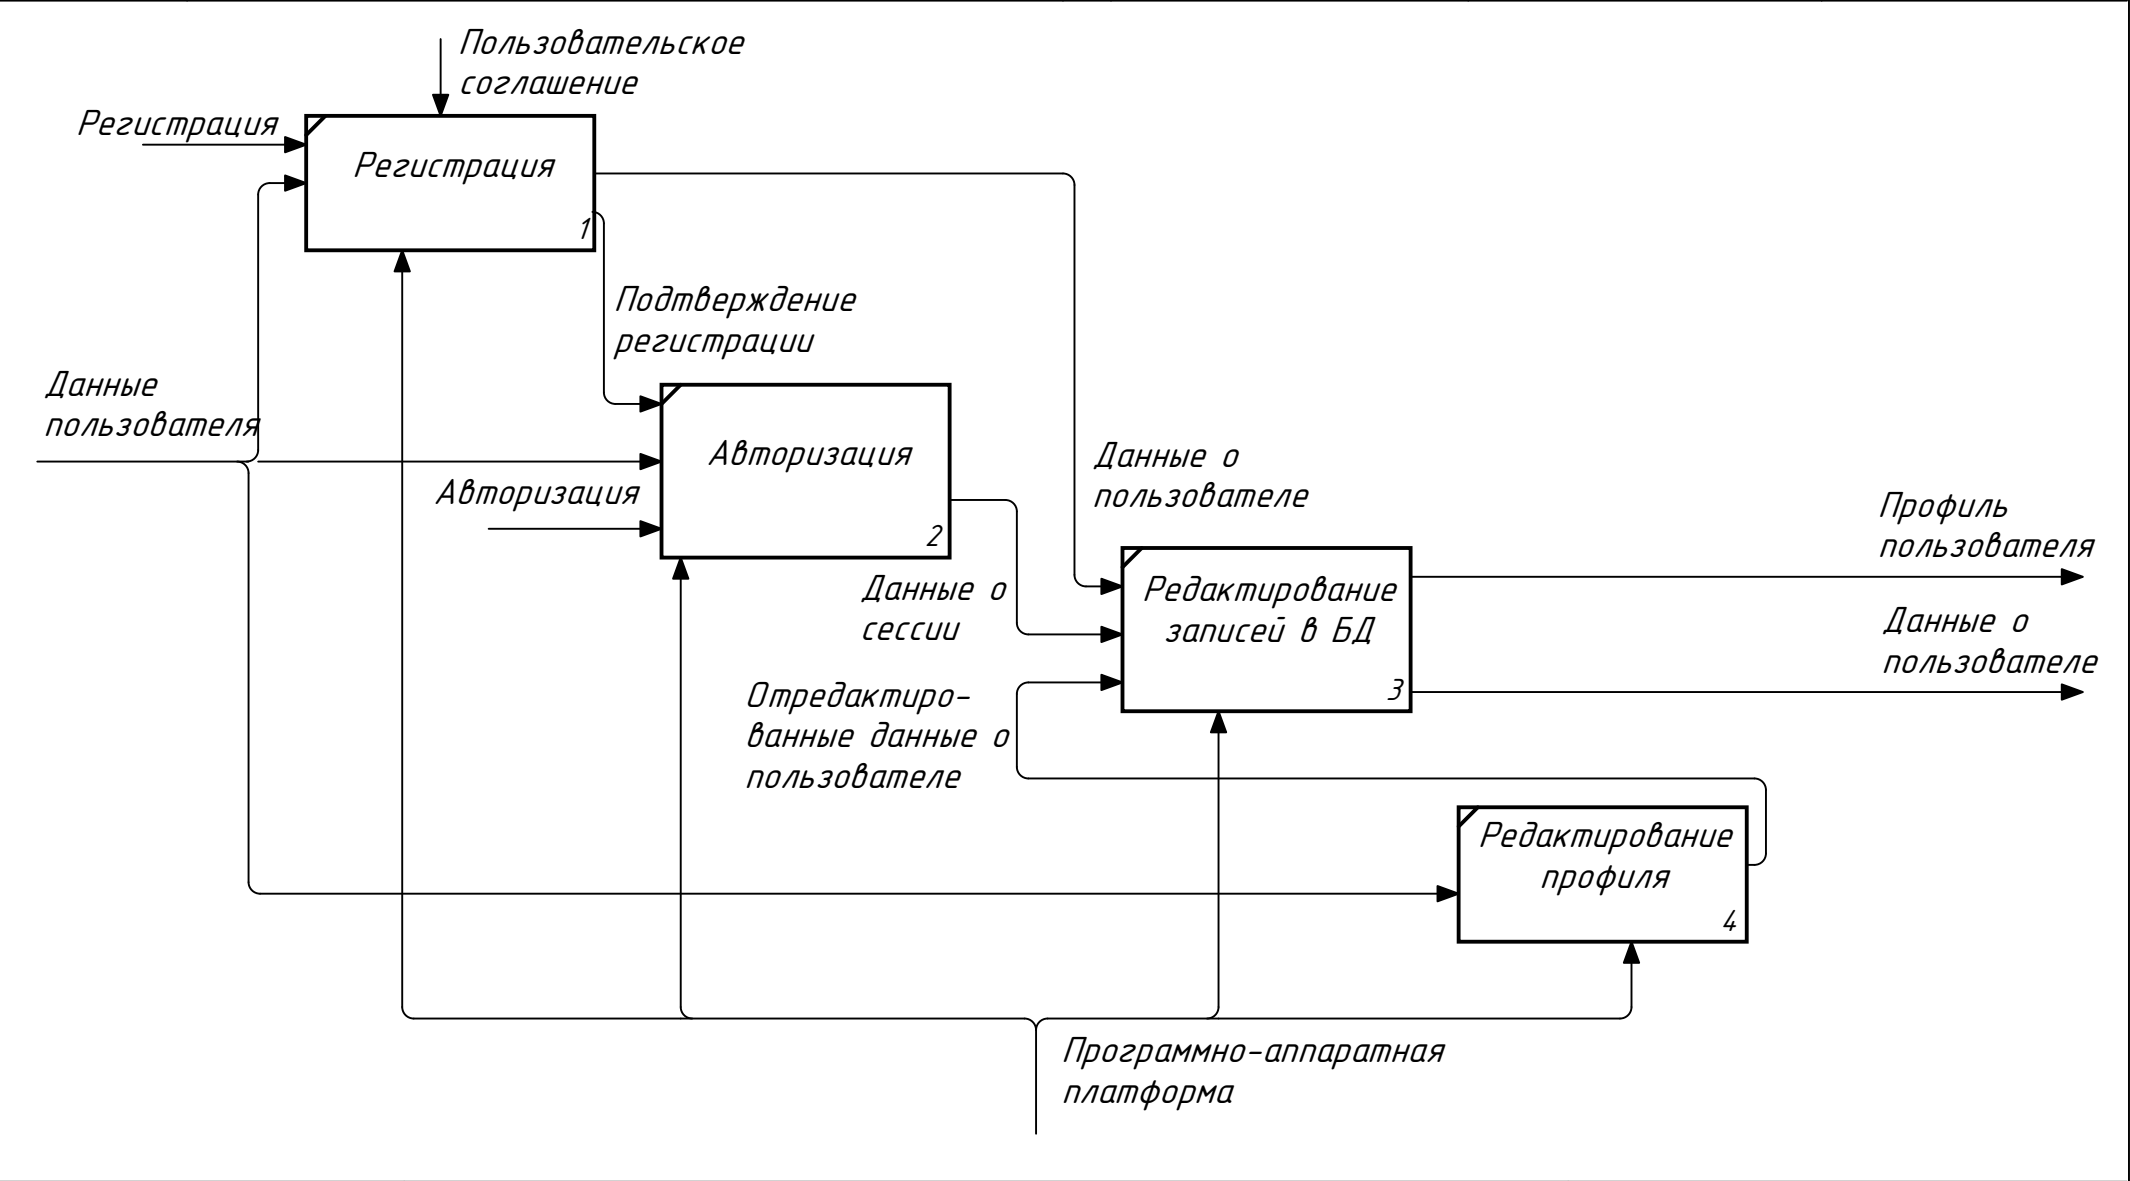 Пользовательское
соглашение
Регистрация
Регистрация
1
Подтверждение
регистрации
Данные
пользователя
Авторизация
Авторизация
2
Данные о
пользователе
Профиль
пользователя
Данные о
сессии
Редактирование
записей в БД
3
Данные о
пользователе
Отредактиро-
ванные данные о
пользователе
Редактирование
профиля
4
Программно-аппаратная
платформа